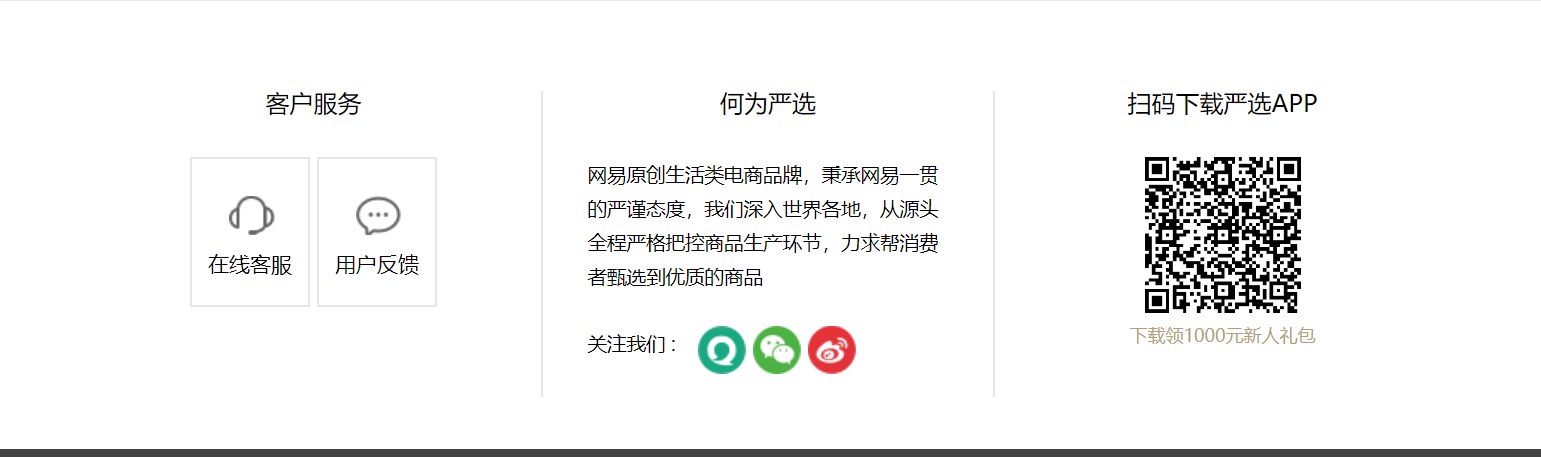 客户服务
在线客服
用户反馈
何为严选
网易原创生活类电商品牌，秉承网易一贯
的严谨态度，我们深入世界各地，从源头
全程严格把控商品生产环节，力求帮消费
者甄选到优质的商品
关注我们：
扫码下载严选APP
下载领1000元新人礼包